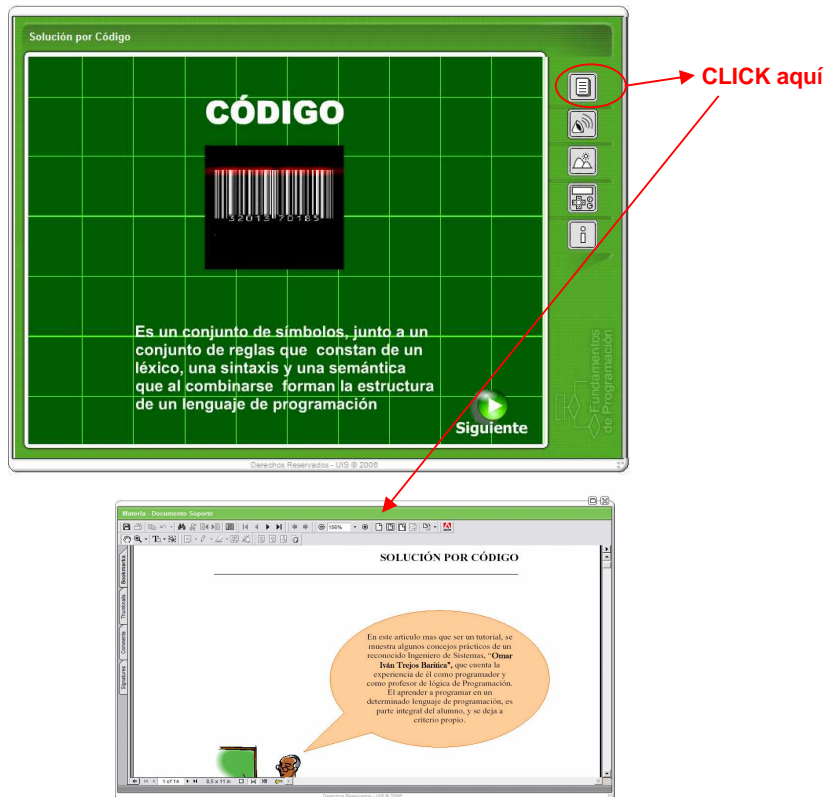 Solución por Código
CLICK aquí
CÓDIGO
32013 70185
Es un conjunto de símbolos, junto a un
conjunto de reglas que constan de un
léxico, una sintaxis y una semántica
que al combinarse forman la estructura
de un lenguaje de programación
Siguiente
Fundamentos
de Programación
Derechos Reservados - UIS © 2006
Materia - Documento Soporte
150%
Bookmarks
Thumbnails
Comments
Signatures
SOLUCIÓN POR CÓDIGO
En este articulo mas que ser un tutorial, se
muestra algunos concejos prácticos de un
reconocido Ingeniero de Sistemas, "Omar
Iván Trejos Baritica", que cuenta la
experiencia de él como programador y
como profesor de lógica de Programación.
El aprender a programar en un
determinado lenguaje de programación, es
parte integral del alumno, y se deja a
criterio propio.
1 of 14
8,5 x 11 in
Derechos Reservados - UIS © 2006